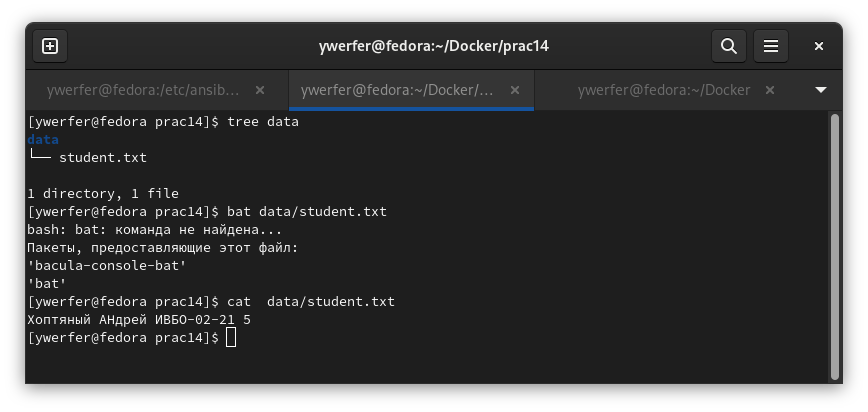 ywerfer@fedora:~/Docker/prac14
ywerfer@fedora:/etc/ansib...
ywerfer@fedora:~/Docker/...
ywerfer@fedora:~/Docker
[ywerfer@fedora prac14]$ tree data
data
└── student.txt
1 directory, 1 file
[ywerfer@fedora prac14]$ bat data/student.txt
bash: bat: команда не найдена...
Пакеты, предоставляющие этот файл:
'bacula-console-bat'
'bat'
[ywerfer@fedora prac14]$ cat  data/student.txt
Хоптяный АНдрей ИВБО-02-21 5
[ywerfer@fedora prac14]$